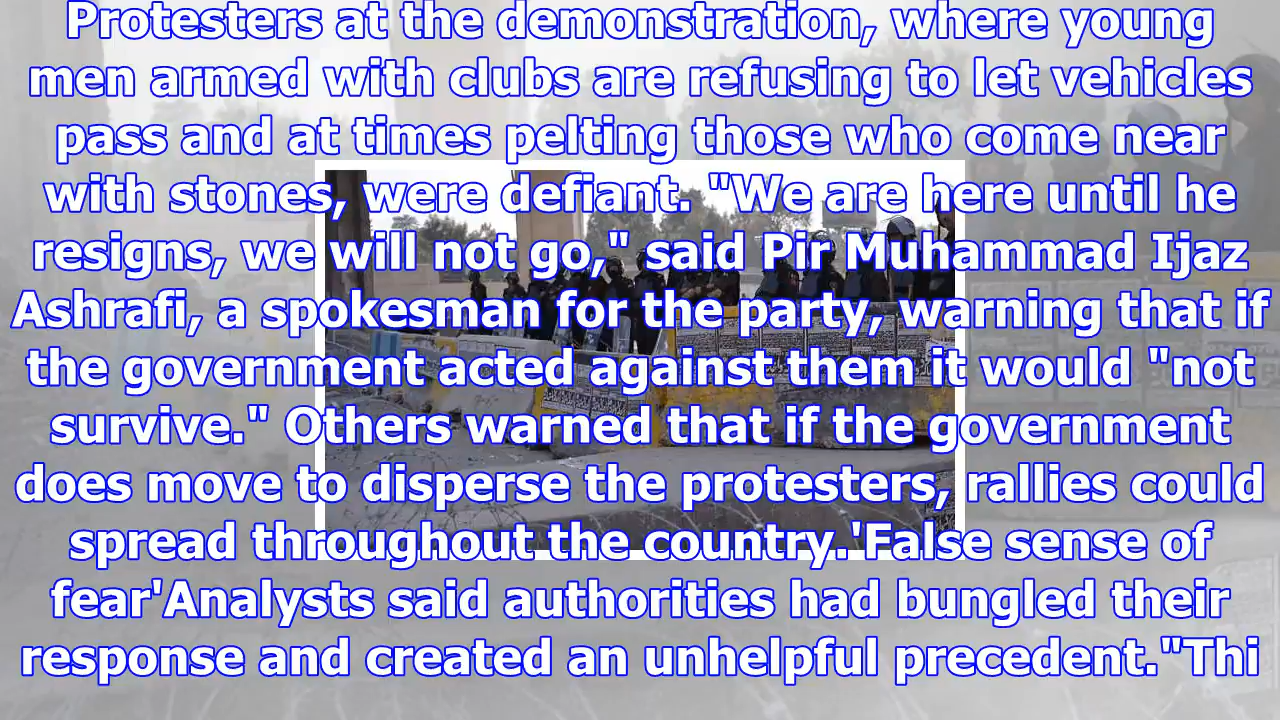 Protesters at the demonstration, where young
men armed with clubs are refusing to let vehicles
pass and at times pelting those who come near
with stones, were defiant. "We are here until he
resigns, we will not go," said Pir Muhammad Ijaz
Ashrafi, a spokesman for the party, warning that if
the government acted against them it would "not
survive." Others warned that if the government
does move to disperse the protesters, rallies could
spread throughout the country.'False sense of
fear'Analysts said authorities had bungled their
response and created an unhelpful precedent."Thi